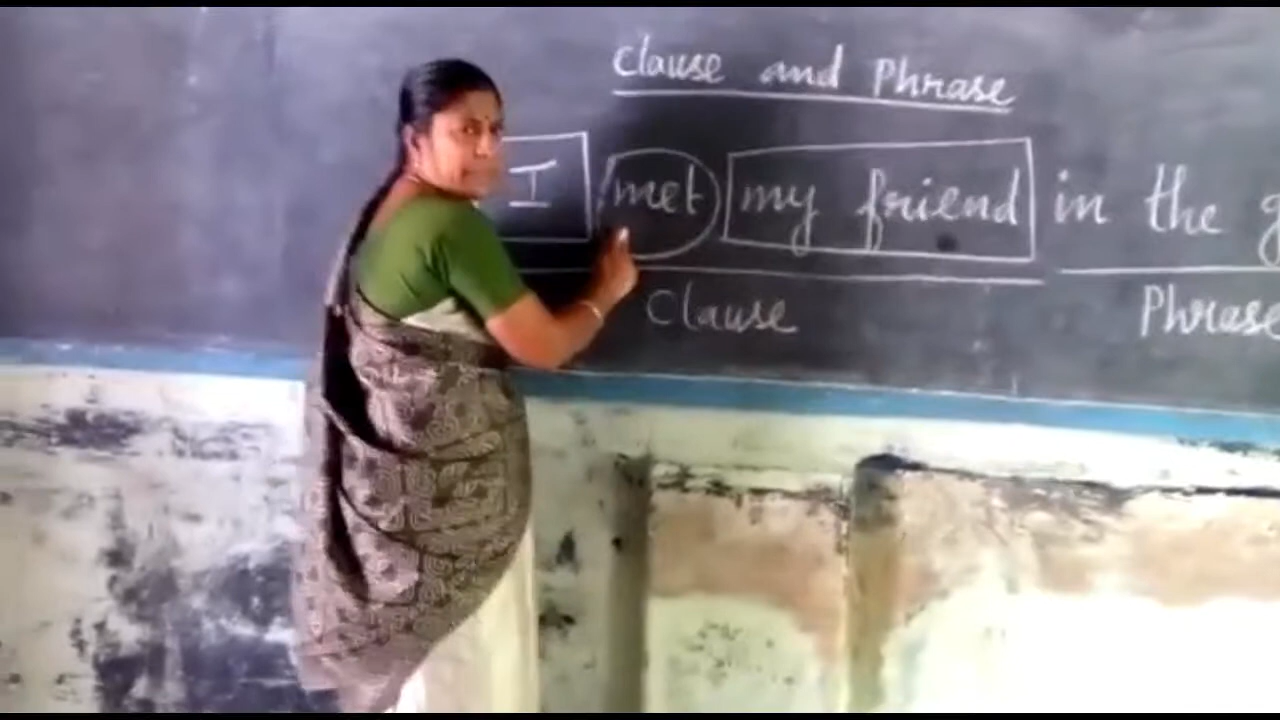 Clause and Phrase
I met my friend in the
Clause Phrase